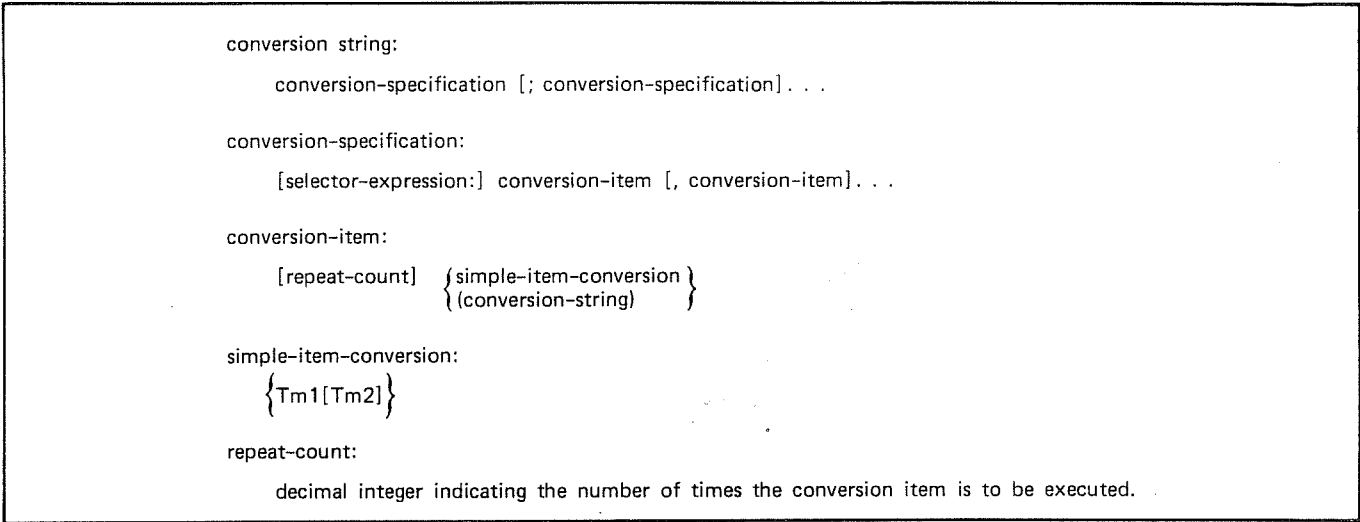 conversion string:
conversion-specification [; conversion-specification] . . .
conversion-specification:
[selector-expression:] conversion-item [, conversion-item] . . .
conversion-item:
[repeat-count] {simple-item-conversion}
{(conversion-string)}
simple-item-conversion:
{Tm1[Tm2]}
repeat-count:
decimal integer indicating the number of times the conversion item is to be executed.